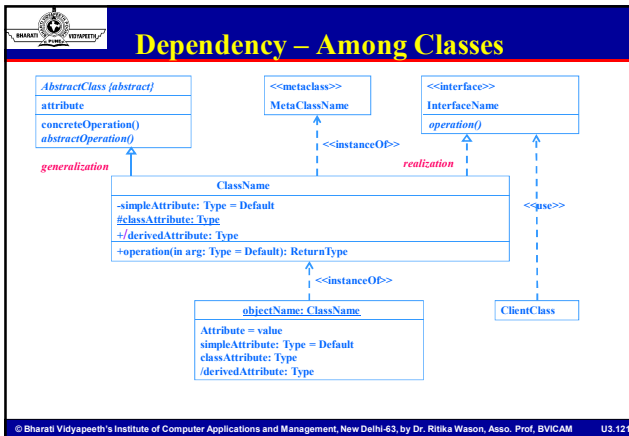 BHARATI VIDYAPEETH
PUNE
Dependency – Among Classes
AbstractClass {abstract}
attribute
concreteOperation()
abstractOperation()
<<metaclass>>
MetaClassName
<<interface>>
InterfaceName
operation()
<<instanceOf>>
generalization
realization
ClassName
-simpleAttribute: Type = Default
#classAttribute: Type
+/derivedAttribute: Type
+operation(in arg: Type = Default): ReturnType
<<use>>
<<instanceOf>>
objectName: ClassName
Attribute = value
simpleAttribute: Type = Default
classAttribute: Type
/derivedAttribute: Type
ClientClass
© Bharati Vidyapeeth's Institute of Computer Applications and Management, New Delhi-63, by Dr. Ritika Wason, Asso. Prof, BVICAM U3.121